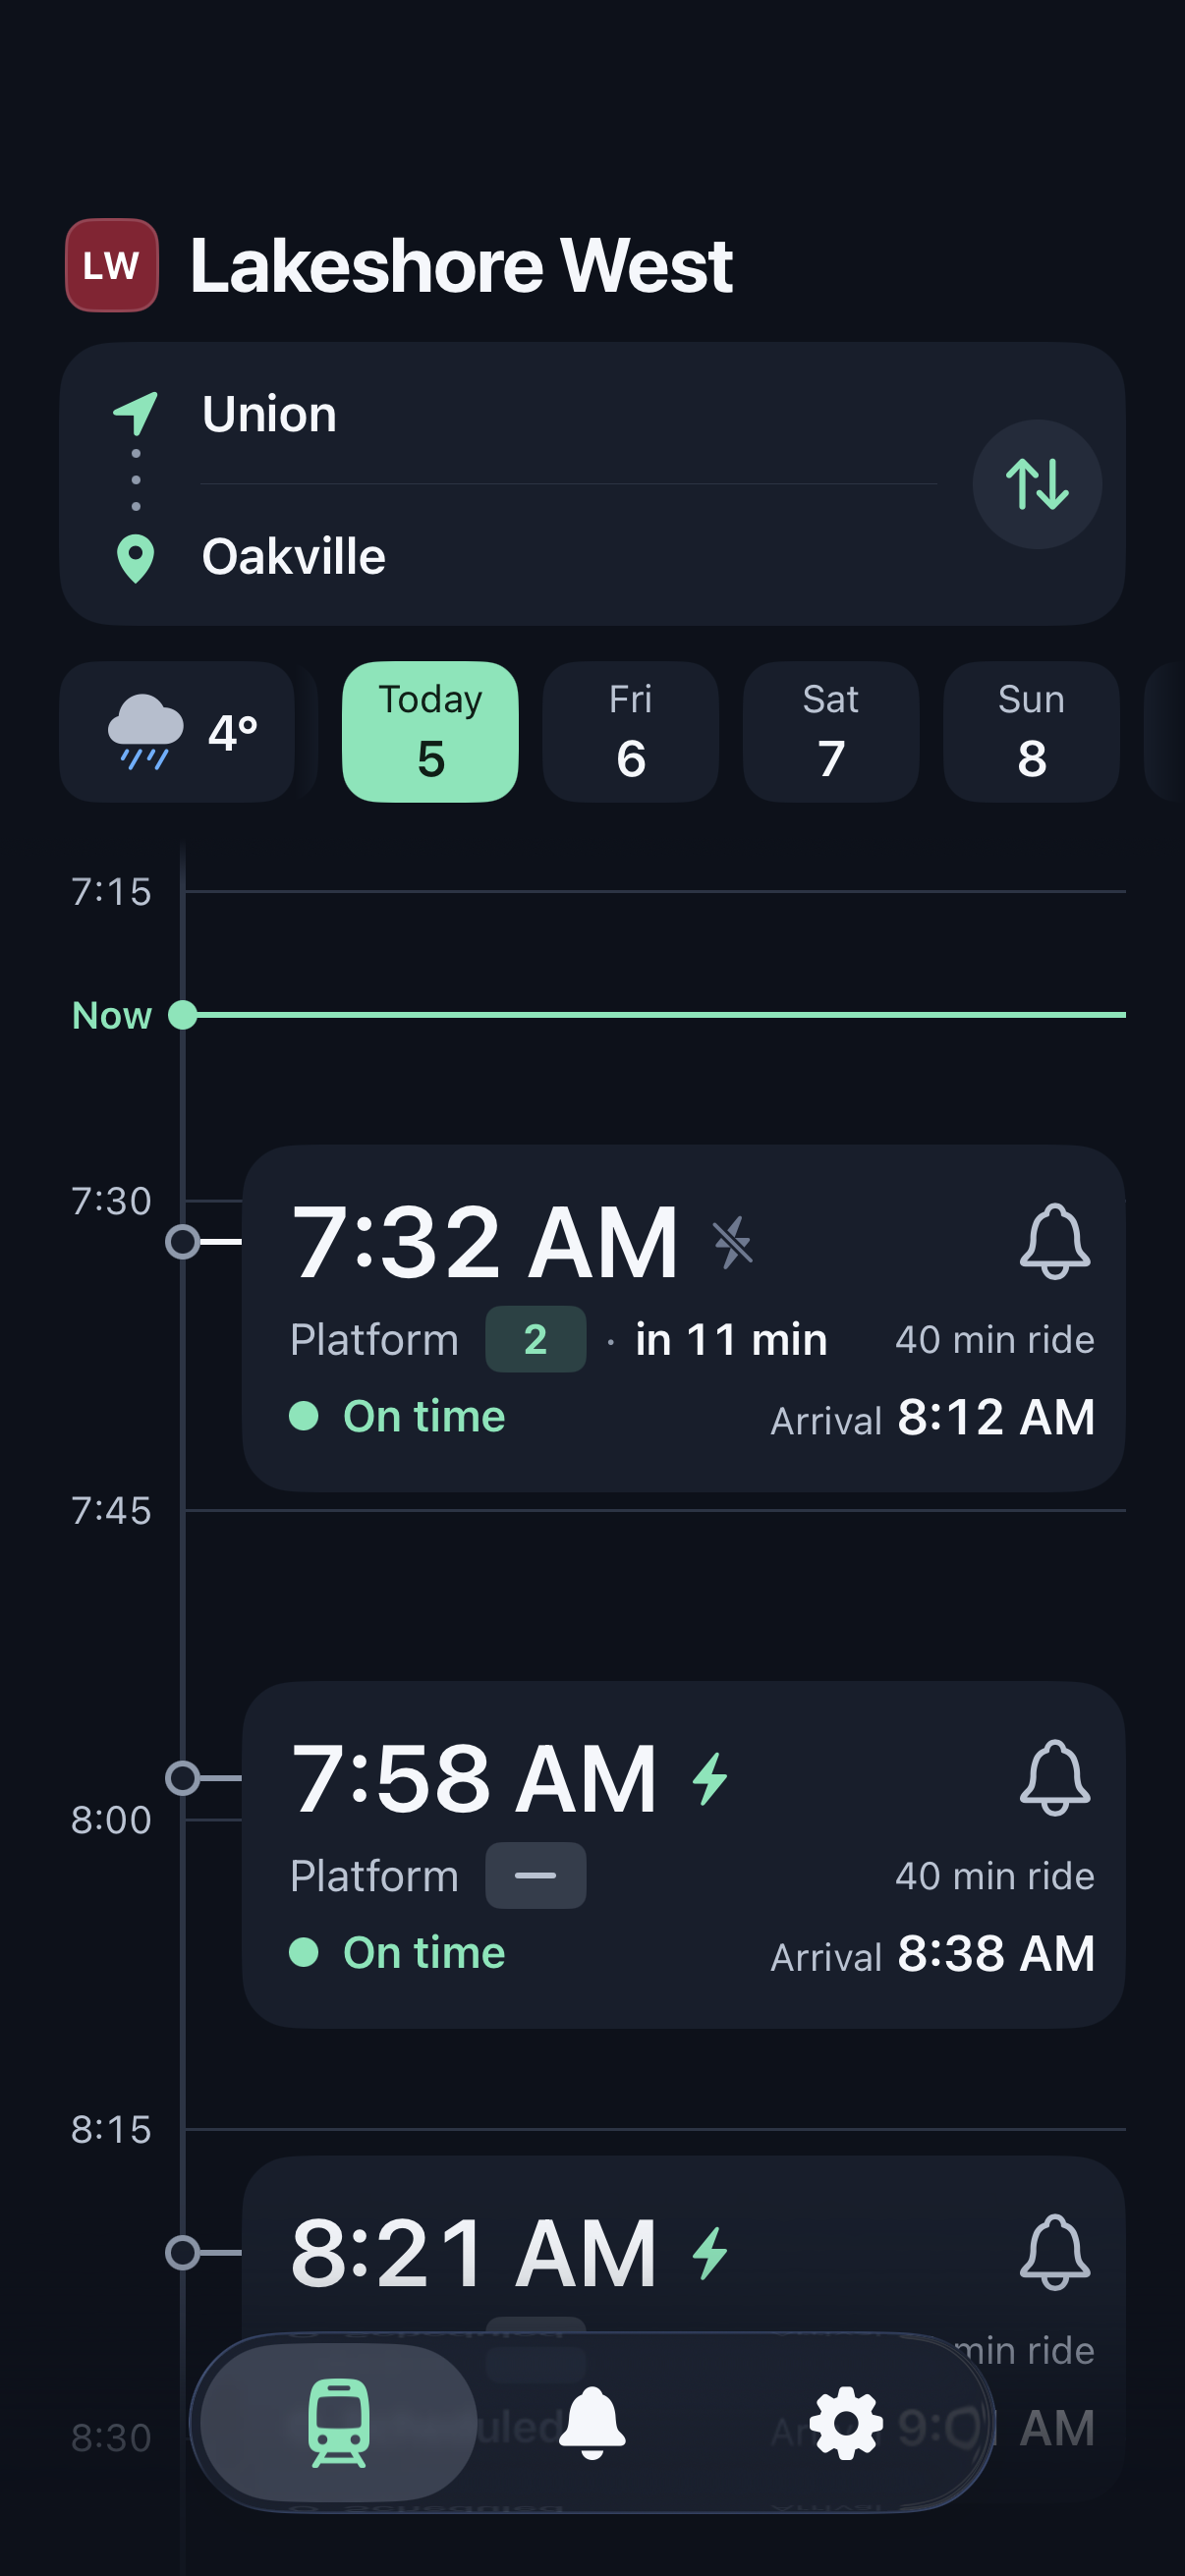 LW Lakeshore West
Union
Oakville
4° Today 5 Fri 6 Sat 7 Sun 8
7:15
Now
7:30
7:32 AM
Platform 2 · in 11 min 40 min ride
On time Arrival 8:12 AM
7:45
7:58 AM
8:00
Platform — 40 min ride
On time Arrival 8:38 AM
8:15
8:21 AM
min ride
8:30 AM